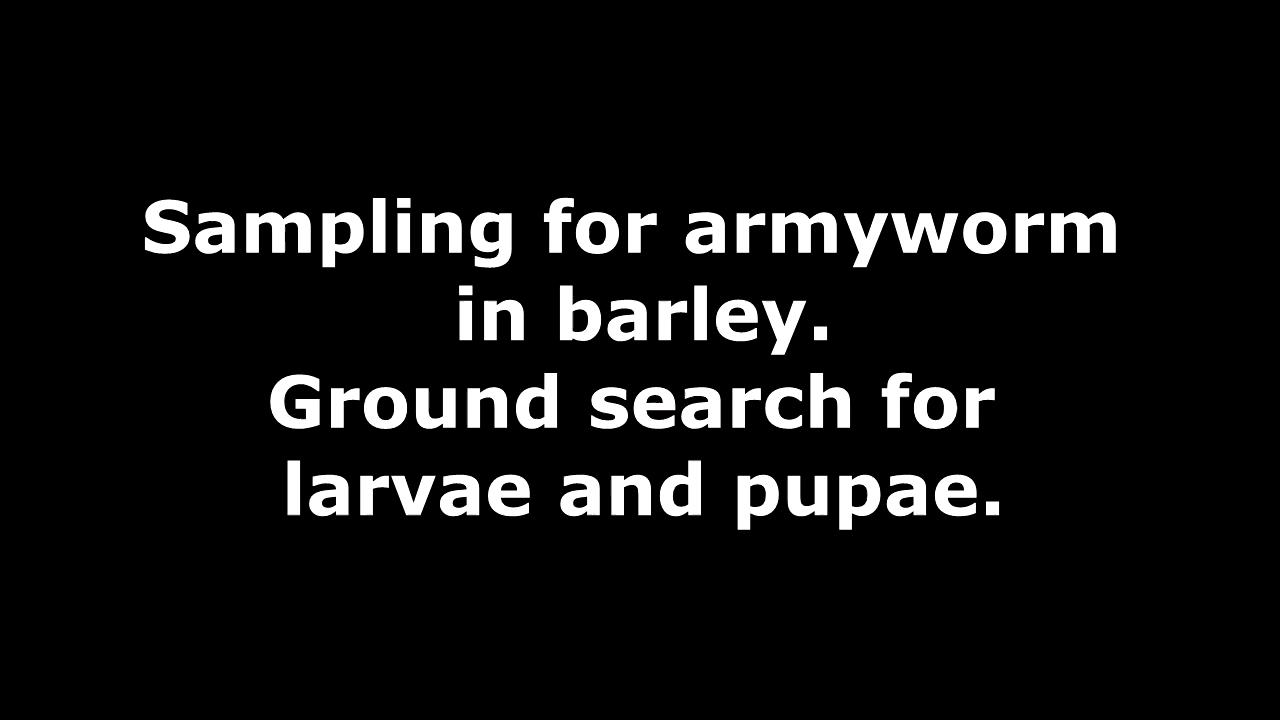 Sampling for armyworm
in barley.
Ground search for
larvae and pupae.